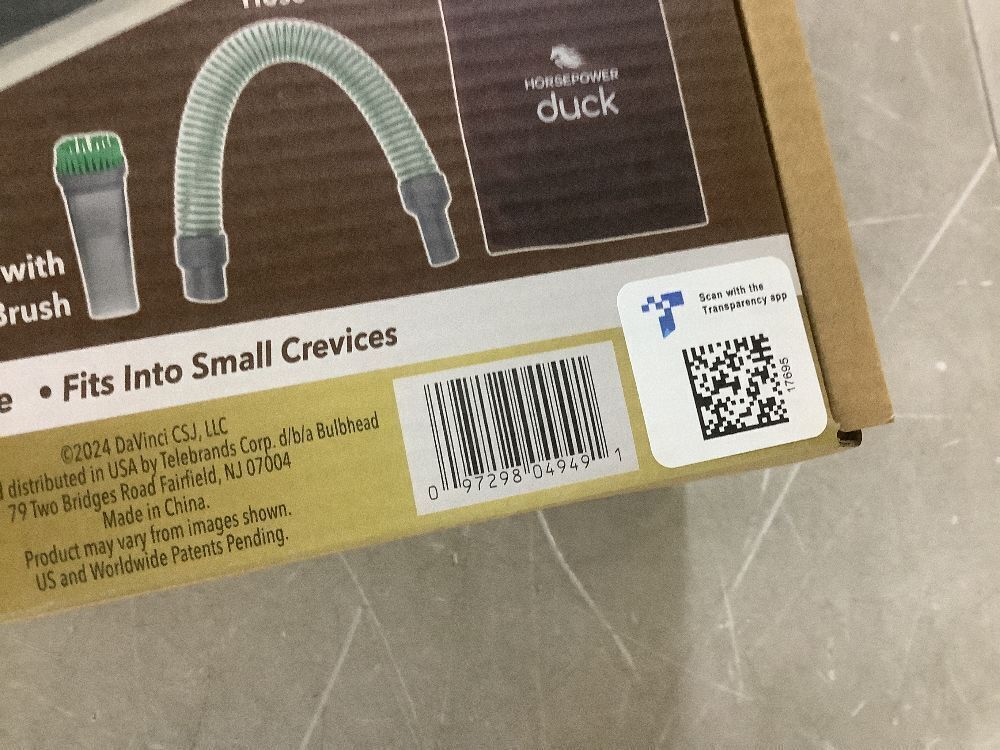 Hose
HORSEPOWER
duck
with
Brush
• Fits Into Small Crevices
Scan with the
Transparency app
17695
©2024 DaVinci CSJ, LLC
distributed in USA by Telebrands Corp. d/b/a Bulbhead
79 Two Bridges Road Fairfield, NJ 07004
Made in China.
Product may vary from images shown.
US and Worldwide Patents Pending.
0 97298 04949 1